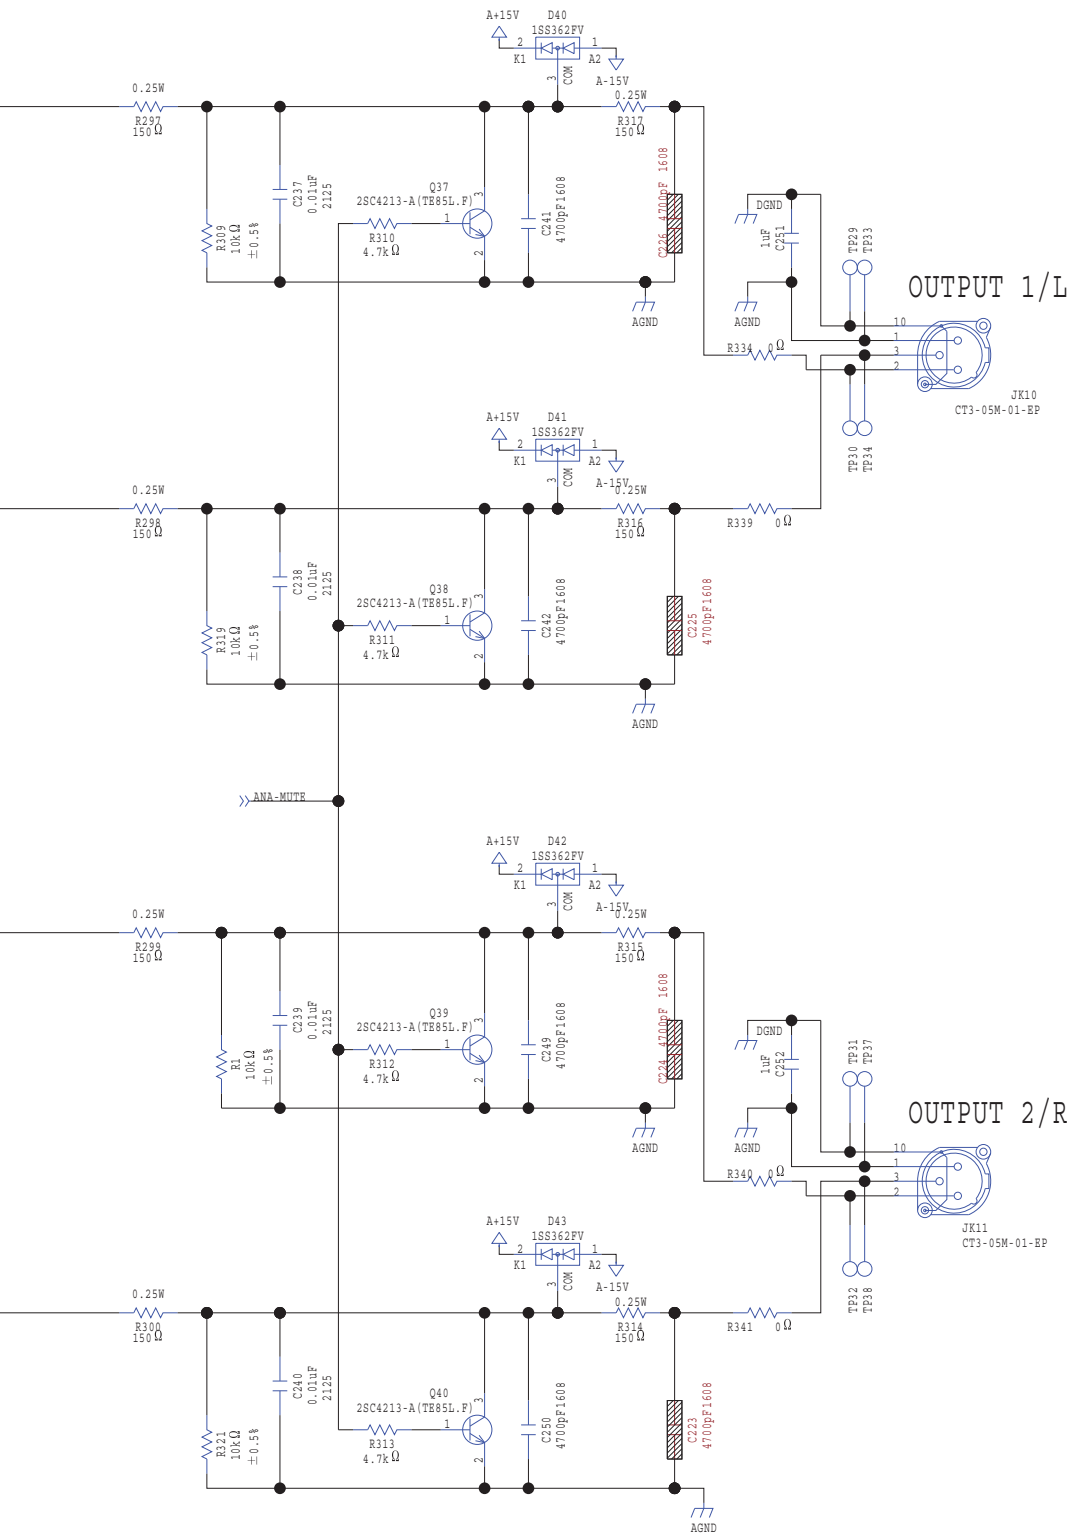 A+15V
D40
1SS362FV
2
1
K1
A2
3
COM
A-15V
0.25W
R297
150Ω
0.25W
R317
150Ω
C237
0.01uF
2125
R309
10kΩ
±0.5%
Q37
2SC4213-A(TE85L.F)
1
3
2
R310
4.7kΩ
C241
4700pF1608
C226 4700pF 1608
AGND
DGND
1uF
C251
AGND
TP29
TP33
OUTPUT 1/L
10
1
3
2
R334 0Ω
JK10
CT3-05M-01-EP
TP30
TP34
A+15V
D41
1SS362FV
2
1
K1
A2
3
COM
A-15V
0.25W
R298
150Ω
0.25W
R316
150Ω
R339 0Ω
C238
0.01uF
2125
R319
10kΩ
±0.5%
Q38
2SC4213-A(TE85L.F)
1
3
2
R311
4.7kΩ
C242
4700pF1608
C225
4700pF1608
AGND
ANA-MUTE
A+15V
D42
1SS362FV
2
1
K1
A2
3
COM
A-15V
0.25W
R299
150Ω
0.25W
R315
150Ω
C239
0.01uF
2125
R1
10kΩ
±0.5%
Q39
2SC4213-A(TE85L.F)
1
3
2
R312
4.7kΩ
C249
4700pF1608
C224 4700pF 1608
AGND
DGND
1uF
C252
AGND
TP31
TP37
OUTPUT 2/R
10
1
3
2
R340 0Ω
JK11
CT3-05M-01-EP
TP32
TP38
A+15V
D43
1SS362FV
2
1
K1
A2
3
COM
A-15V
0.25W
R300
150Ω
0.25W
R314
150Ω
R341 0Ω
C240
0.01uF
2125
R321
10kΩ
±0.5%
Q40
2SC4213-A(TE85L.F)
1
3
2
R313
4.7kΩ
C250
4700pF1608
C223
4700pF1608
AGND